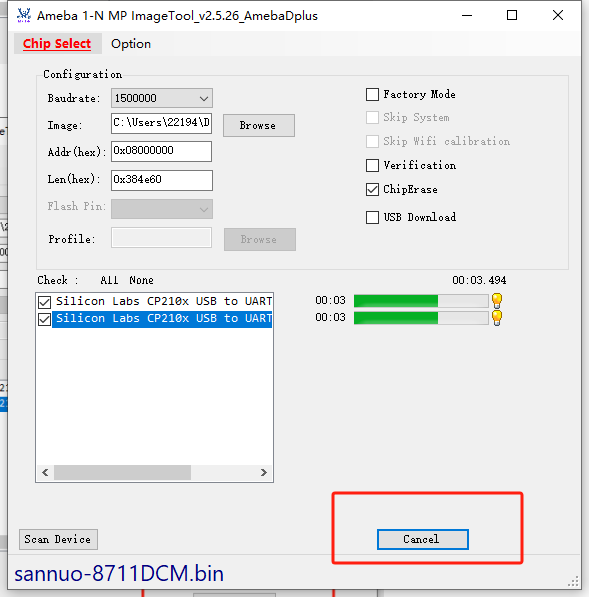 Ameba 1-N MP ImageTool_v2.5.26_AmebaDplus
Chip Select Option
Configuration
Baudrate: 1500000
Factory Mode
Image: C:\Users\22194\D Browse
Skip System
Addr(hex): 0x08000000
Skip Wifi calibration
Len(hex): 0x384e60
Verification
ChipErase
Flash Pin:
USB Download
Profile: Browse
Check : All None 00:03.494
Silicon Labs CP210x USB to UART 00:03
Silicon Labs CP210x USB to UART 00:03
Scan Device Cancel
sannuo-8711DCM.bin